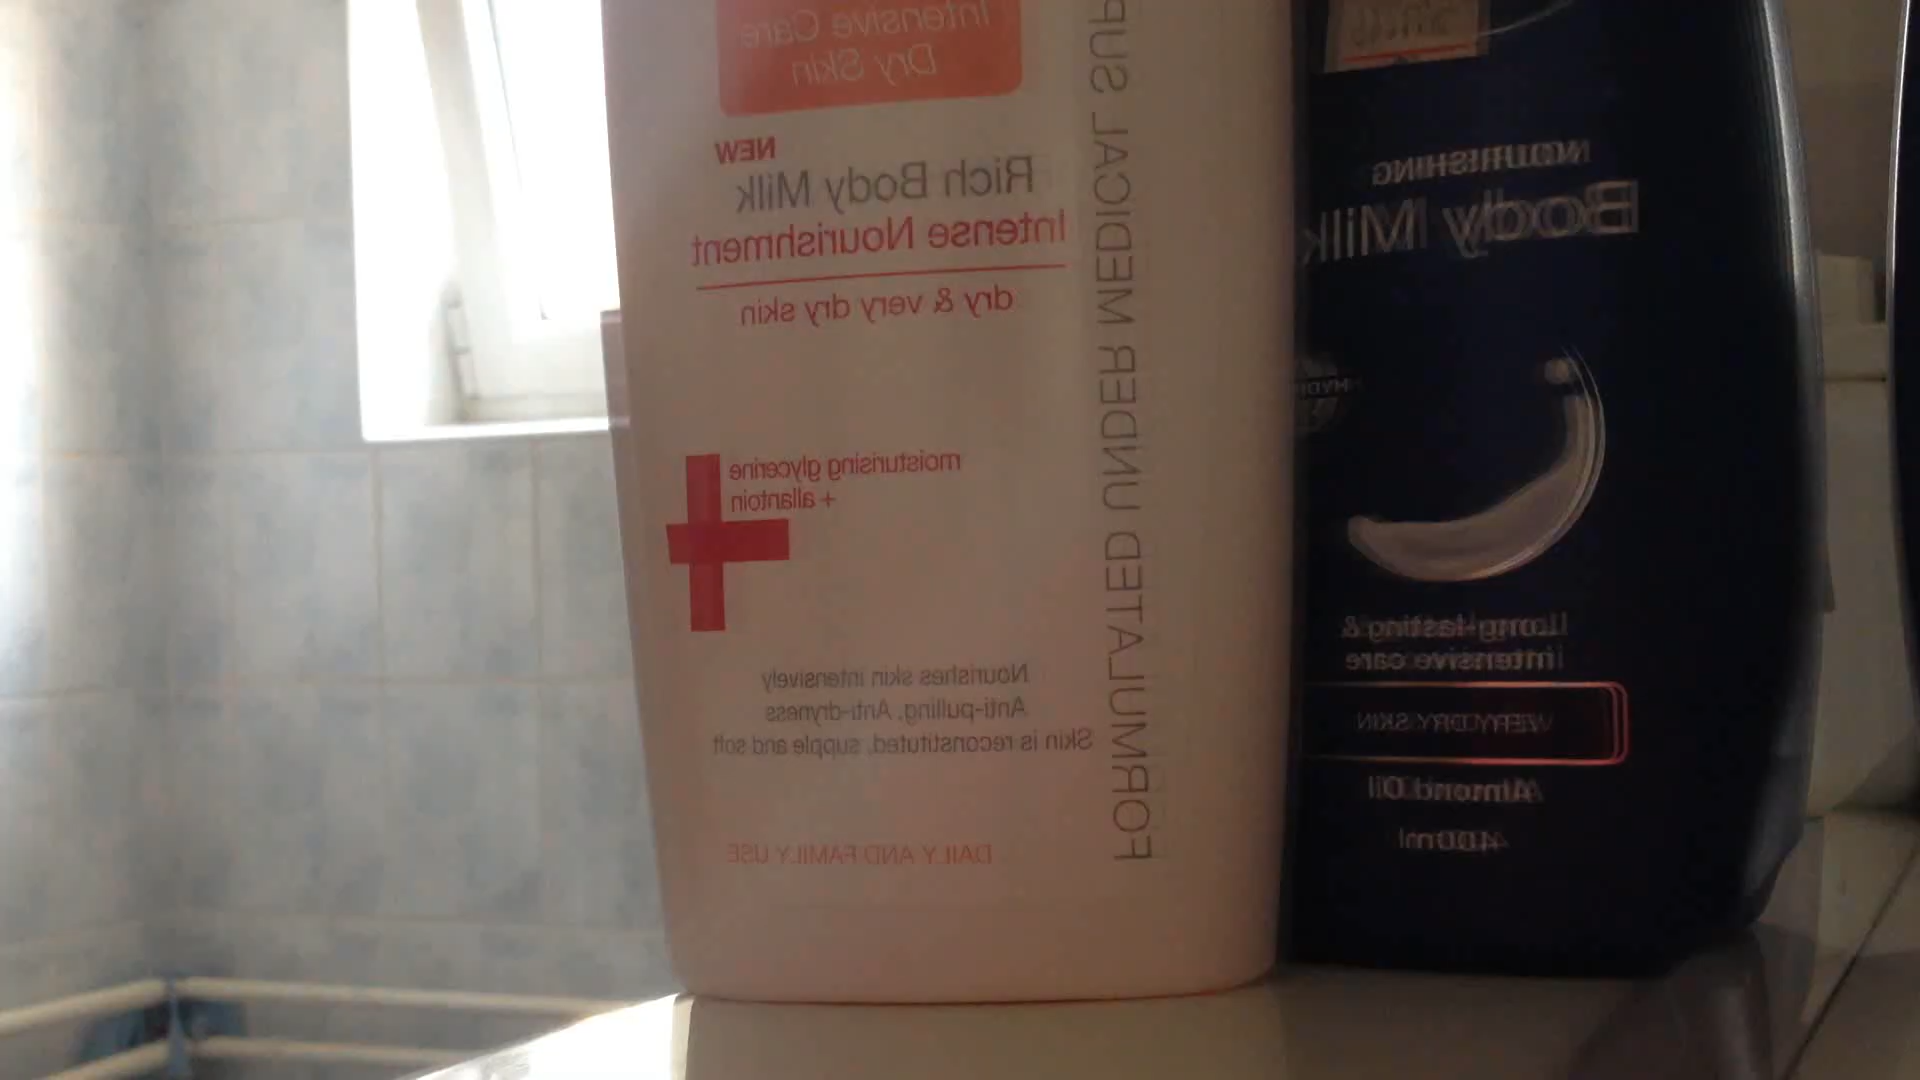 Intensive Care
Dry Skin
NEW
Rich Body Milk
Intense Nourishment
dry & very dry skin
moisturising glycerine
+ allantoin
Nourishes skin intensively
Anti-pulling, Anti-dryness
Skin is reconstituted, supple and soft
DAILY AND FAMILY USE
FORMULATED UNDER MEDICAL SUP
NOURISHING
Body Milk
Long-lasting &
intensive care
VERY DRY SKIN
Almond Oil
400 ml